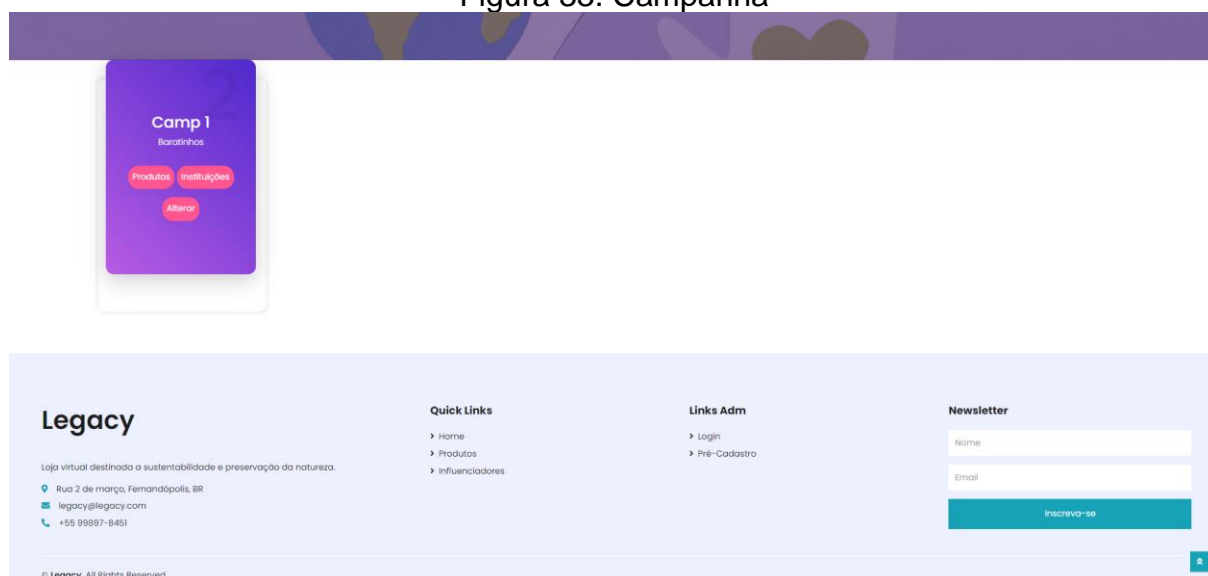 Campanha
2
Camp 1
Baratinhos
Produtos
Instituições
Alterar
Legacy
Loja virtual destinada a sustentabilidade e preservação da natureza.
Rua 2 de março, Fernandópolis, BR
legacy@legacy.com
+55 99897-8451
Quick Links
Home
Produtos
Influenciadores
Links Adm
Login
Pré-Cadastro
Newsletter
Nome
Email
Inscreva-se
© Legacy. All Rights Reserved